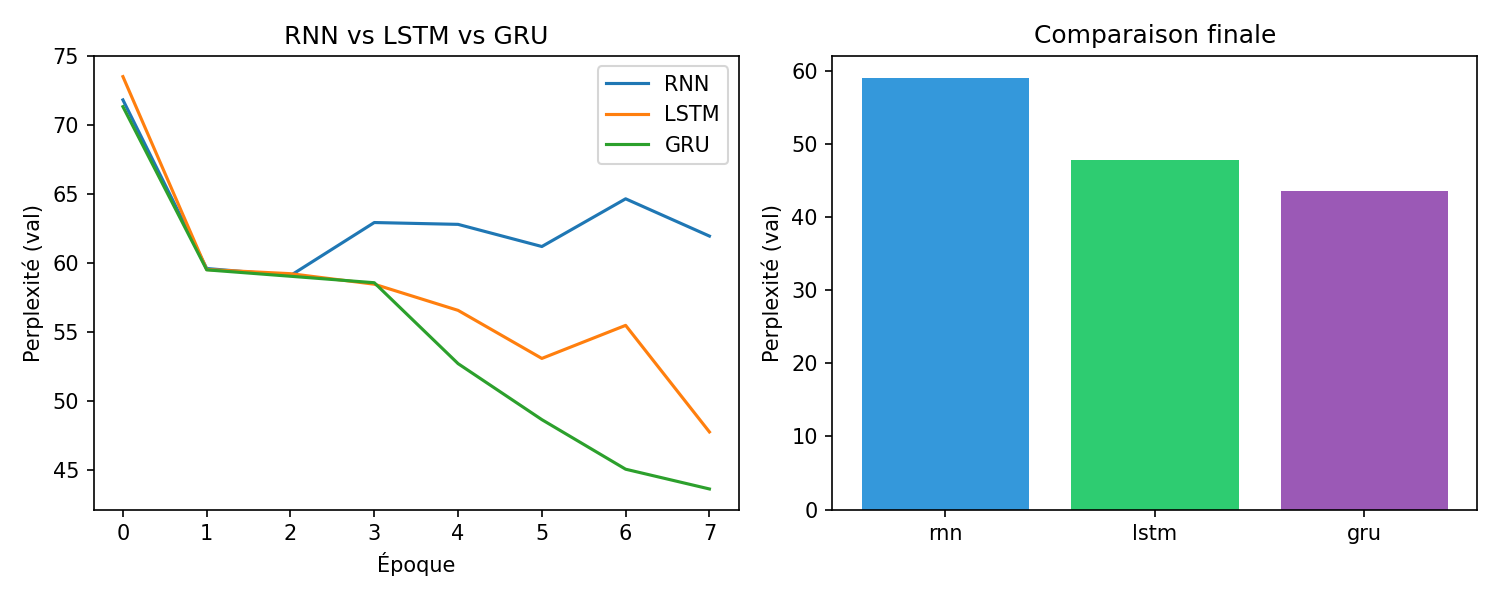 RNN vs LSTM vs GRU
75
70
65
60
55
50
45
Perplexité (val)
RNN
LSTM
GRU
0 1 2 3 4 5 6 7
Époque
Comparaison finale
60
50
40
30
20
10
0
Perplexité (val)
rnn lstm gru